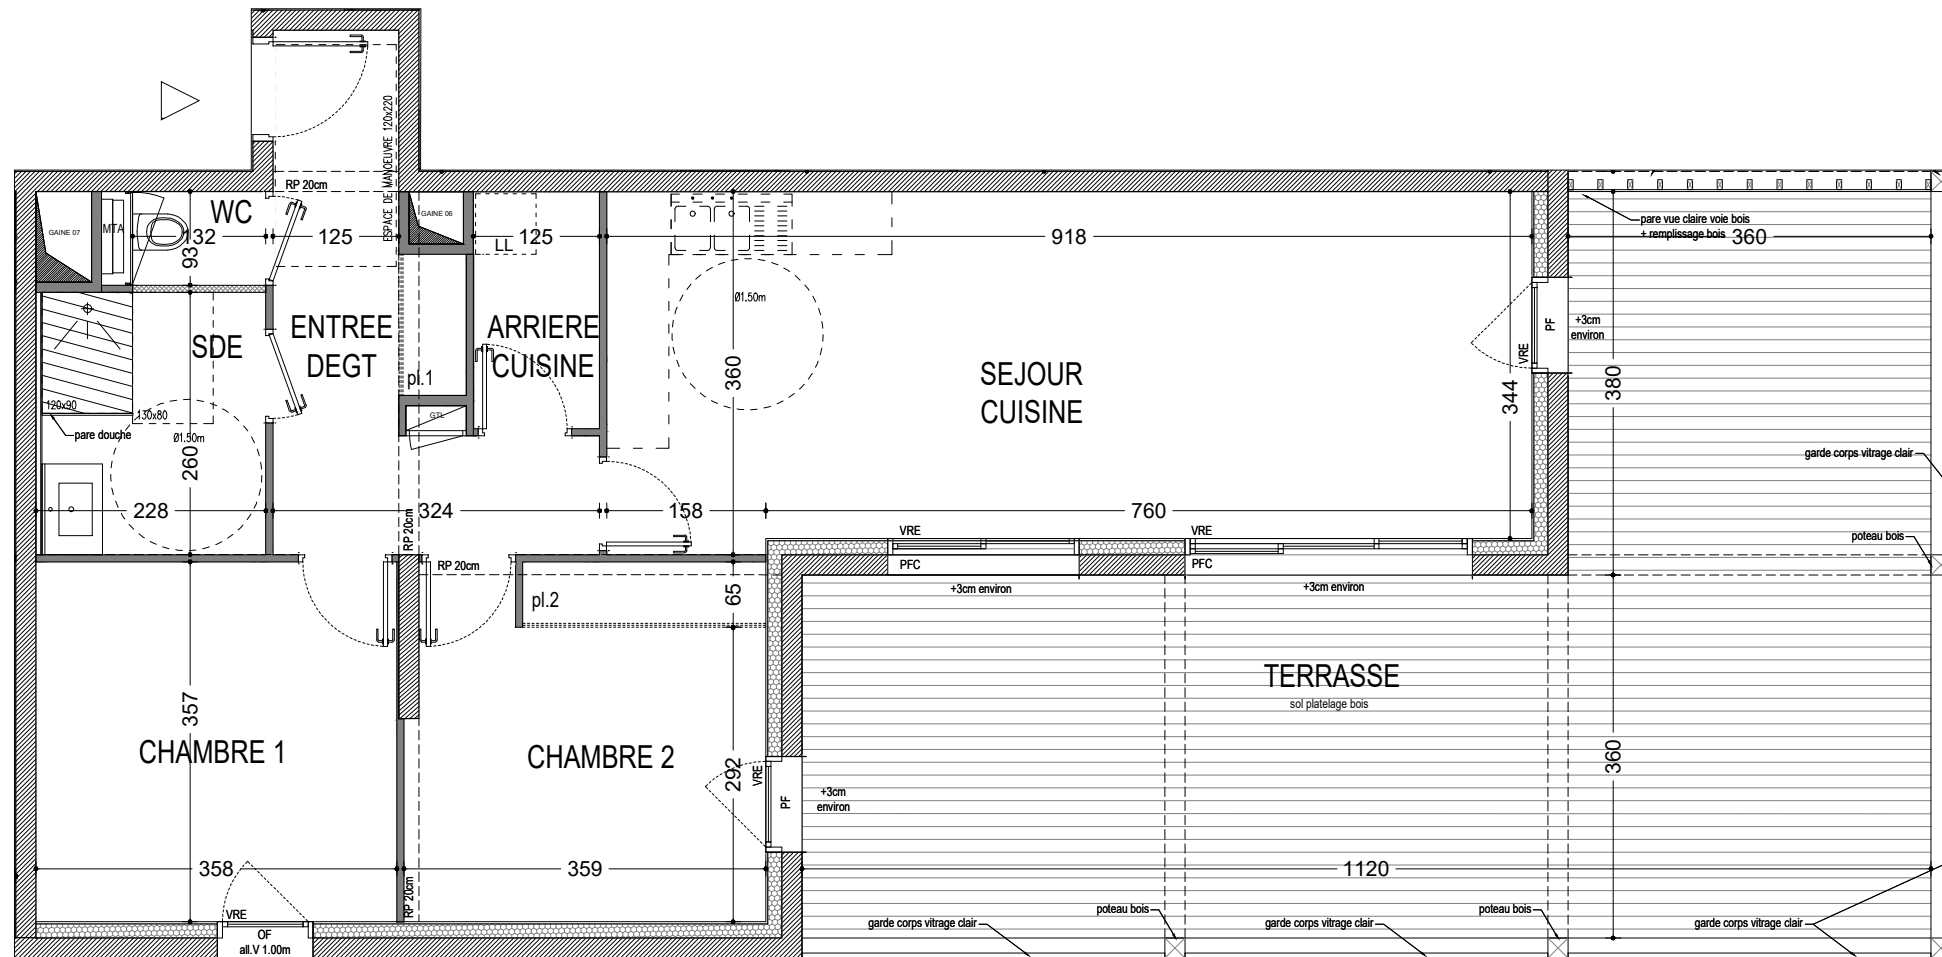 ESPACE DE MANOEUVRE 120x220
RP 20cm
WC
GAINE 07
MTA
132
93
125
GAINE 06
LL
125
918
pare vue claire voie bois
+ remplissage bois
360
Ø1.50m
+3cm
environ
PF
VRE
SDE
ENTREE
DEGT
ARRIERE
CUISINE
pl.1
360
SEJOUR
CUISINE
344
380
120x90
130x80
GTL
pare douche
Ø1.50m
260
garde corps vitrage clair
228
324
158
760
RP 20cm
VRE
VRE
poteau bois
RP 20cm
PFC
PFC
+3cm environ
+3cm environ
pl.2
65
TERRASSE
sol platelage bois
357
CHAMBRE 1
CHAMBRE 2
292
VRE
PF
+3cm
environ
360
358
359
1120
RP 20cm
VRE
OF
all.V 1.00m
garde corps vitrage clair
poteau bois
garde corps vitrage clair
poteau bois
garde corps vitrage clair